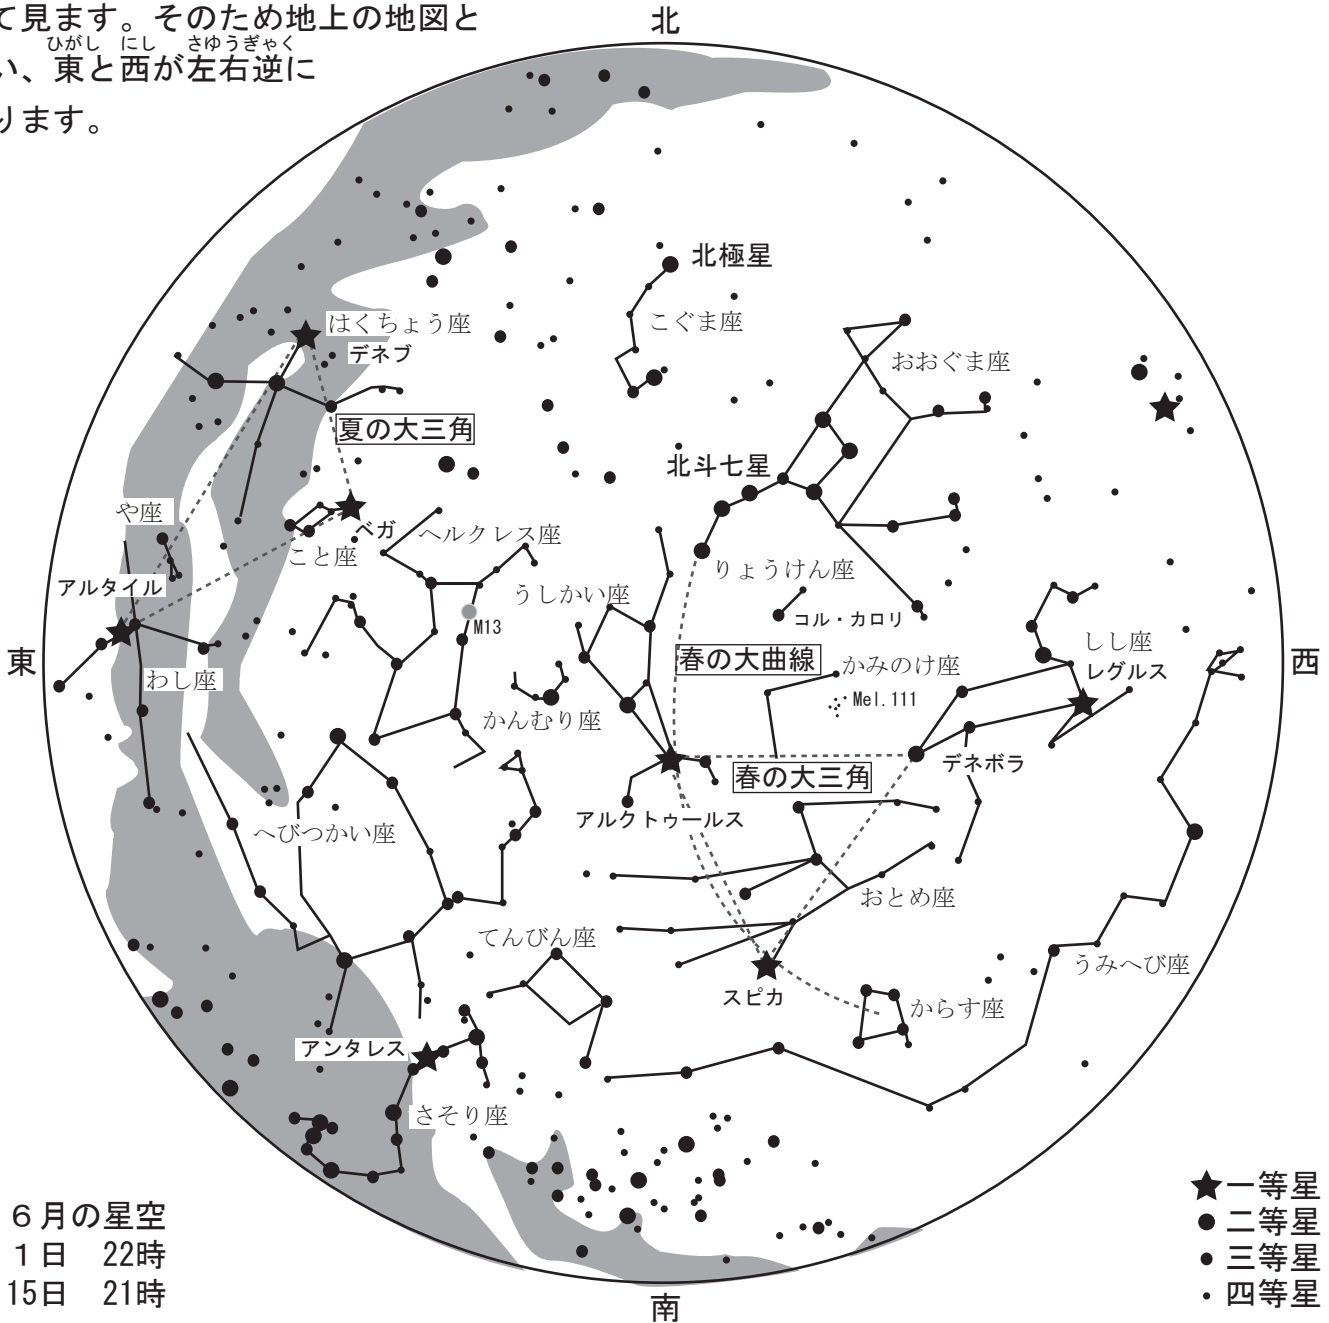 て見ます。そのため地上の地図と
ひがし にし さゆうぎゃく
い、東と西が左右逆に
ります。
北
北極星
こぐま座
はくちょう座
デネブ
おおぐま座
夏の大三角
北斗七星
や座
ベガ
ヘルクレス座
こと座
りょうけん座
アルタイル
うしかい座
コル・カロリ
M13
しし座
東
春の大曲線
かみのけ座
西
レグルス
わし座
Mel.111
かんむり座
デネボラ
春の大三角
アルクトゥールス
へびつかい座
おとめ座
てんびん座
うみへび座
スピカ
からす座
アンタレス
さそり座
一等星
6月の星空
二等星
1日 22時
三等星
15日 21時
四等星
南